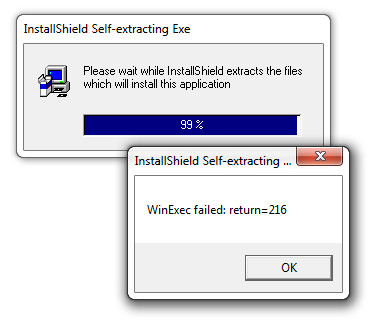 InstallShield Self-extracting Exe
Please wait while InstallShield extracts the files
which will install this application
99 %
InstallShield Self-extracting ...
WinExec failed: return=216
OK